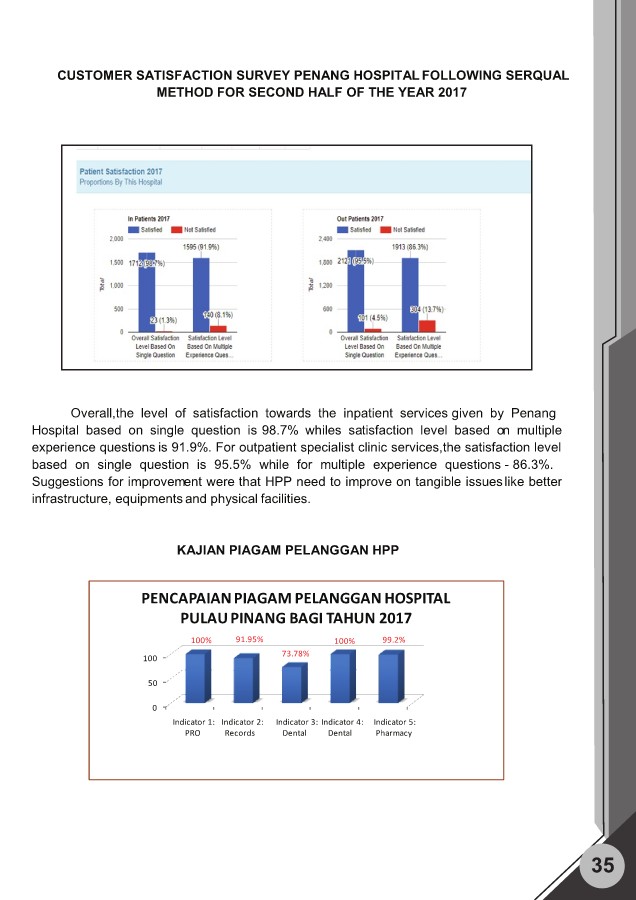 CUSTOMER SATISFACTION SURVEY PENANG HOSPITAL FOLLOWING SERQUAL
METHOD FOR SECOND HALF OF THE YEAR 2017
Patient Satisfaction 2017
Proportions By This Hospital
In Patients 2017
Satisfied Not Satisfied
2,000
1,500
1,000
500
0
Total
1712 (98.7%)
23 (1.3%)
1595 (91.9%)
140 (8.1%)
Overall Satisfaction
Level Based On
Single Question
Satisfaction Level
Based On Multiple
Experience Ques...
Out Patients 2017
Satisfied Not Satisfied
2,400
1,800
1,200
600
0
Total
(95.5%)
101 (4.5%)
1913 (86.3%)
304 (13.7%)
Overall Satisfaction
Level Based On
Single Question
Satisfaction Level
Based On Multiple
Experience Ques...
Overall,the level of satisfaction towards the inpatient services given by Penang
Hospital based on single question is 98.7% whiles satisfaction level based on multiple
experience questions is 91.9%. For outpatient specialist clinic services,the satisfaction level
based on single question is 95.5% while for multiple experience questions - 86.3%.
Suggestions for improvement were that HPP need to improve on tangible issues like better
infrastructure, equipments and physical facilities.
KAJIAN PIAGAM PELANGGAN HPP
PENCAPAIAN PIAGAM PELANGGAN HOSPITAL
PULAU PINANG BAGI TAHUN 2017
100% 91.95% 73.78% 100% 99.2%
100
50
0
Indicator 1: PRO
Indicator 2: Records
Indicator 3: Dental
Indicator 4: Dental
Indicator 5: Pharmacy
35